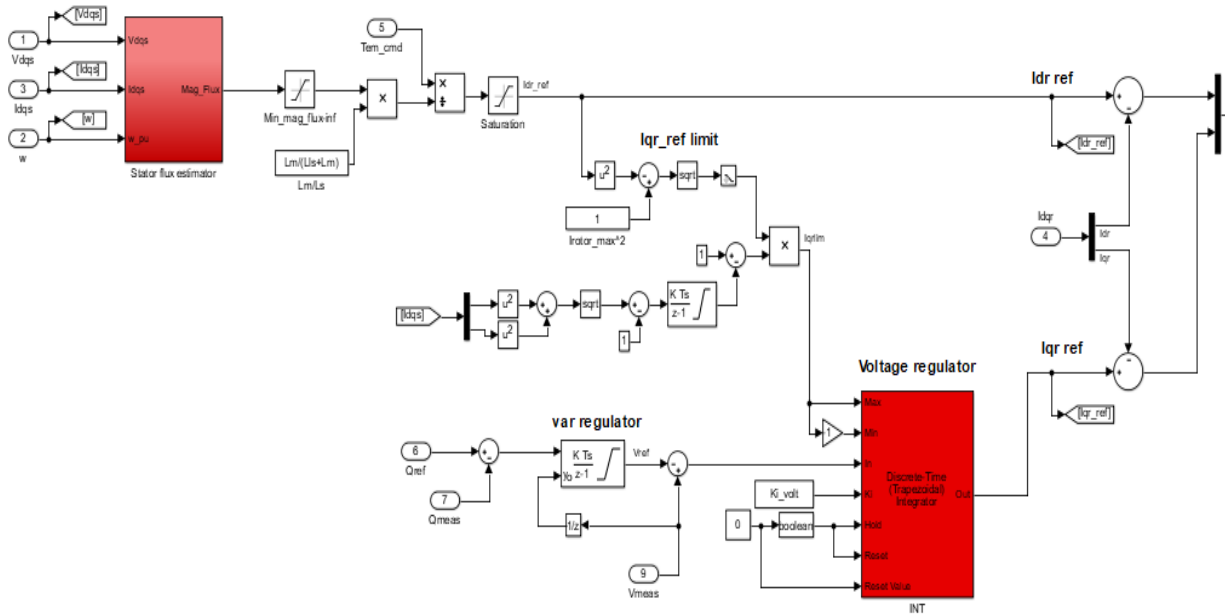 [Vdqs]
1
Vdqs
Vdqs
[Idqs]
3
Idqs
Idqs
[w]
2
w
w_pu
Mag_Flux
Stator flux estimator
Min_mag_flux-inf
×
Lm/(Lls+Lm)
Lm/Ls
5
Tem_cmd
×
÷
Saturation
Idr_ref
Idr ref
+
-
[Idr_ref]
Iqr_ref limit
u²
-
+
sqrt
1
Irotor_max^2
×
Iqrlim
1
+
-
[Idqs]
u²
u²
+
+
sqrt
+
-
1
K Ts
z-1
Idqr
4
Idr
Iqr
Iqr ref
-
+
[Iqr_ref]
Voltage regulator
Max
1
Min
In
Ki
Hold
Reset
Reset Value
Discrete-Time
(Trapezoidal)
Integrator
Out
INT
var regulator
6
Qref
+
-
7
Qmeas
K Ts
yo z-1
Vref
-
+
1/z
9
Vmeas
Ki_volt
0
boolean